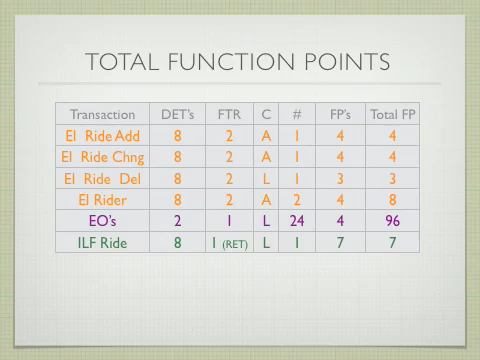 TOTAL FUNCTION POINTS
Transaction DET's FTR C # FP's Total FP
EI Ride Add 8 2 A 1 4 4
EI Ride Chng 8 2 A 1 4 4
EI Ride Del 8 2 L 1 3 3
EI Rider 8 2 A 2 4 8
EO's 2 1 L 24 4 96
ILF Ride 8 1 (RET) L 1 7 7